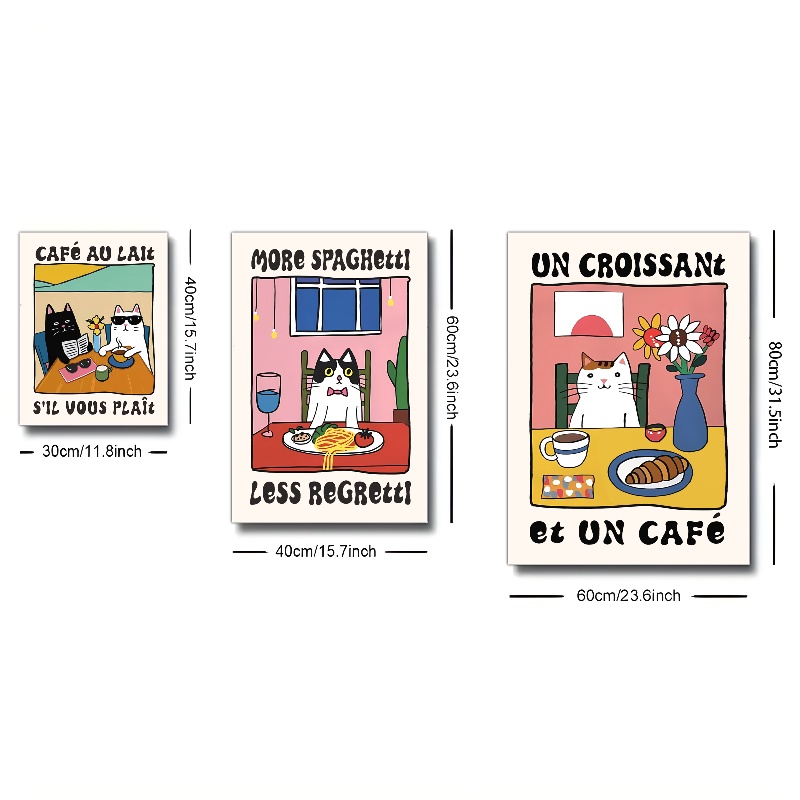 CAFÉ AU LAIt
S'IL VOUS PLAÎt
40cm/15.7inch
30cm/11.8inch
MORe SPAGHettI
Less ReGRettI
60cm/23.6inch
40cm/15.7inch
UN CROISSANt
et UN CAFÉ
80cm/31.5inch
60cm/23.6inch